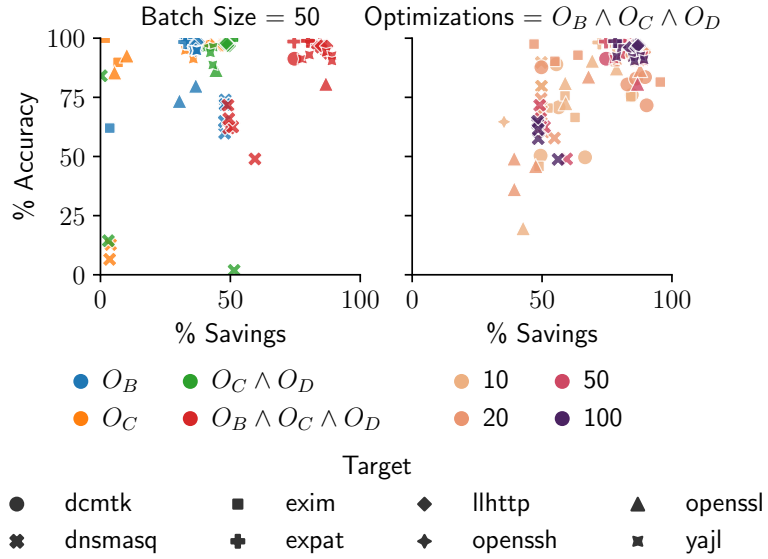 Batch Size = 50
Optimizations = O_B ∧ O_C ∧ O_D
100
75
50
25
0
% Accuracy
0
50
100
0
50
100
% Savings
% Savings
O_B
O_C ∧ O_D
10
50
O_C
O_B ∧ O_C ∧ O_D
20
100
Target
dcmtk
exim
llhttp
openssl
dnsmasq
expat
openssh
yajl